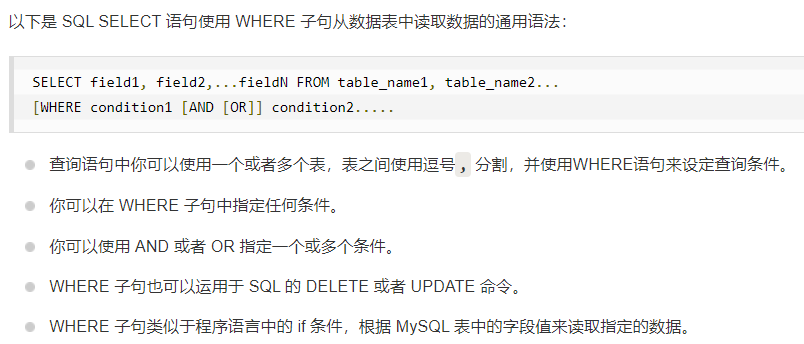 以下是 SQL SELECT 语句使用 WHERE 子句从数据表中读取数据的通用语法：
SELECT field1, field2,...fieldN FROM table_name1, table_name2...
[WHERE condition1 [AND [OR]] condition2.....
查询语句中你可以使用一个或者多个表，表之间使用逗号 , 分割，并使用WHERE语句来设定查询条件。
你可以在 WHERE 子句中指定任何条件。
你可以使用 AND 或者 OR 指定一个或多个条件。
WHERE 子句也可以运用于 SQL 的 DELETE 或者 UPDATE 命令。
WHERE 子句类似于程序语言中的 if 条件，根据 MySQL 表中的字段值来读取指定的数据。